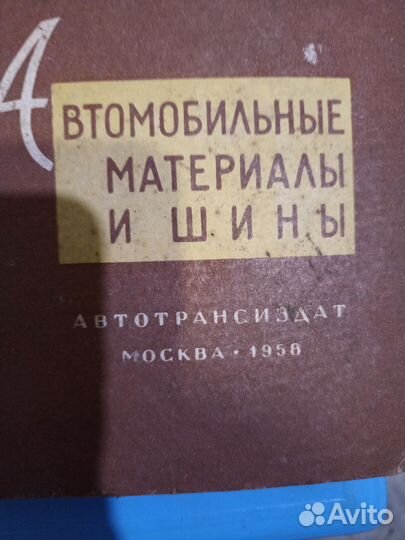 АВТОМОБИЛЬНЫЕ
МАТЕРИАЛЫ
И ШИНЫ
АВТОТРАНСИЗДАТ
МОСКВА • 1958
Avito